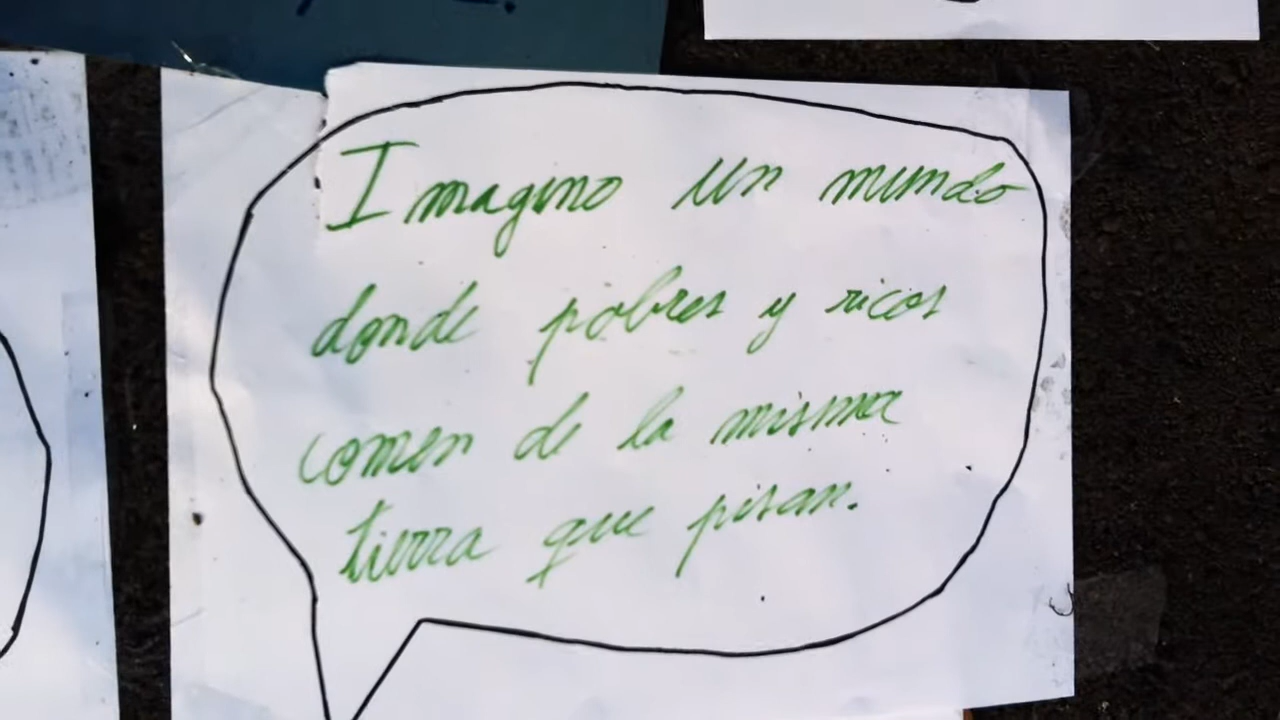 Imagino un mundo
donde pobres y ricos
comen de la misma
tierra que pisan.